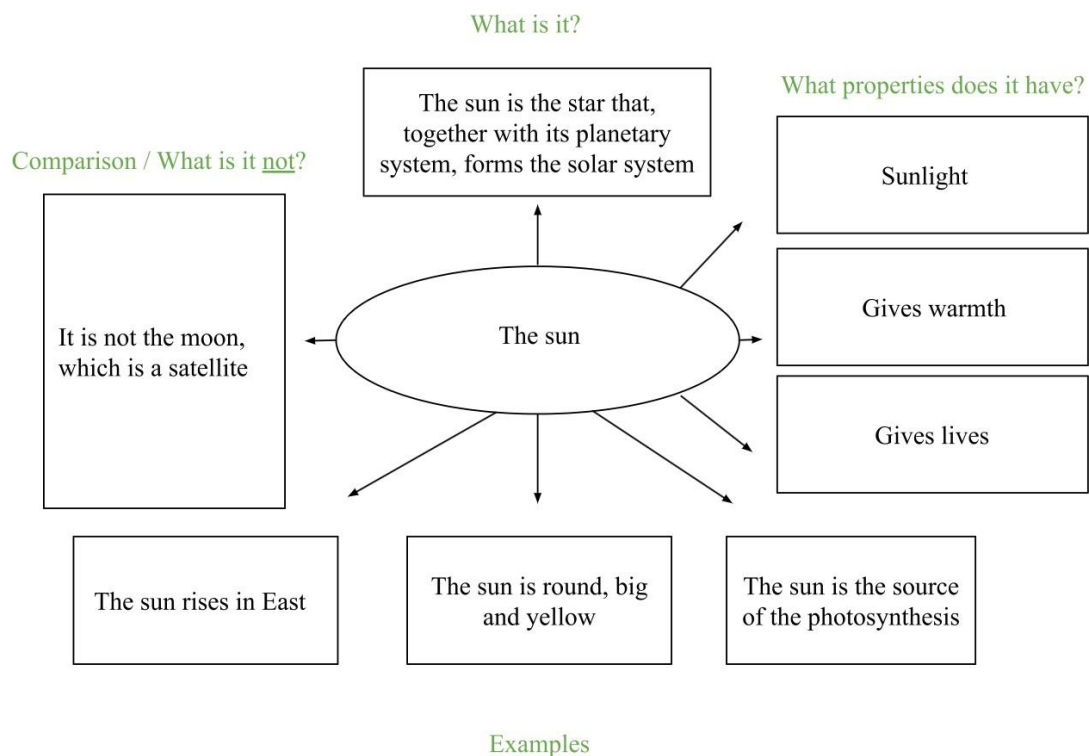 What is it?
The sun is the star that,
together with its planetary
system, forms the solar system
What properties does it have?
Sunlight
Gives warmth
Gives lives
Comparison / What is it not?
It is not the moon,
which is a satellite
The sun
The sun rises in East
The sun is round, big
and yellow
The sun is the source
of the photosynthesis
Examples